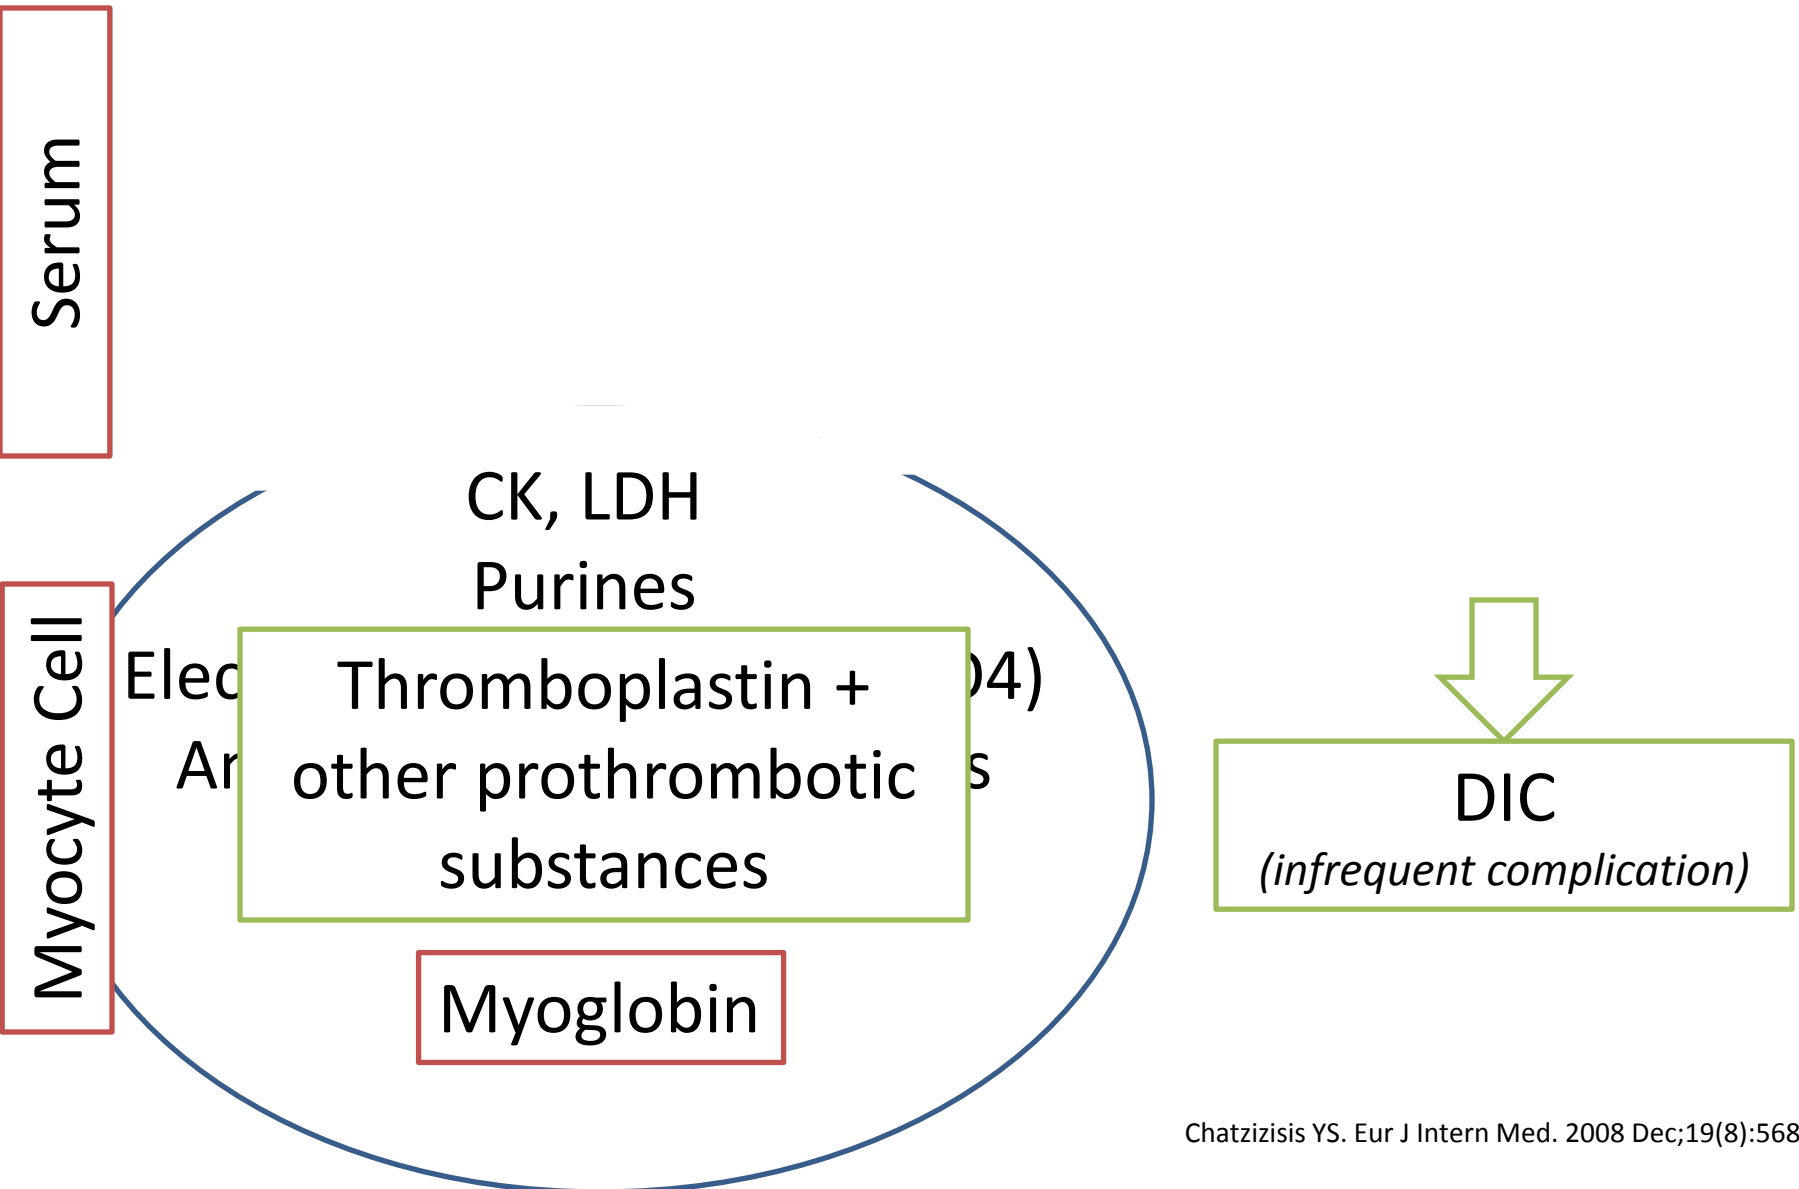 Serum
CK, LDH
Purines
Elec O4)
Ar s
Thromboplastin +
other prothrombotic
substances
Myoglobin
Myocyte Cell
DIC
(infrequent complication)
Chatzizisis YS. Eur J Intern Med. 2008 Dec;19(8):568